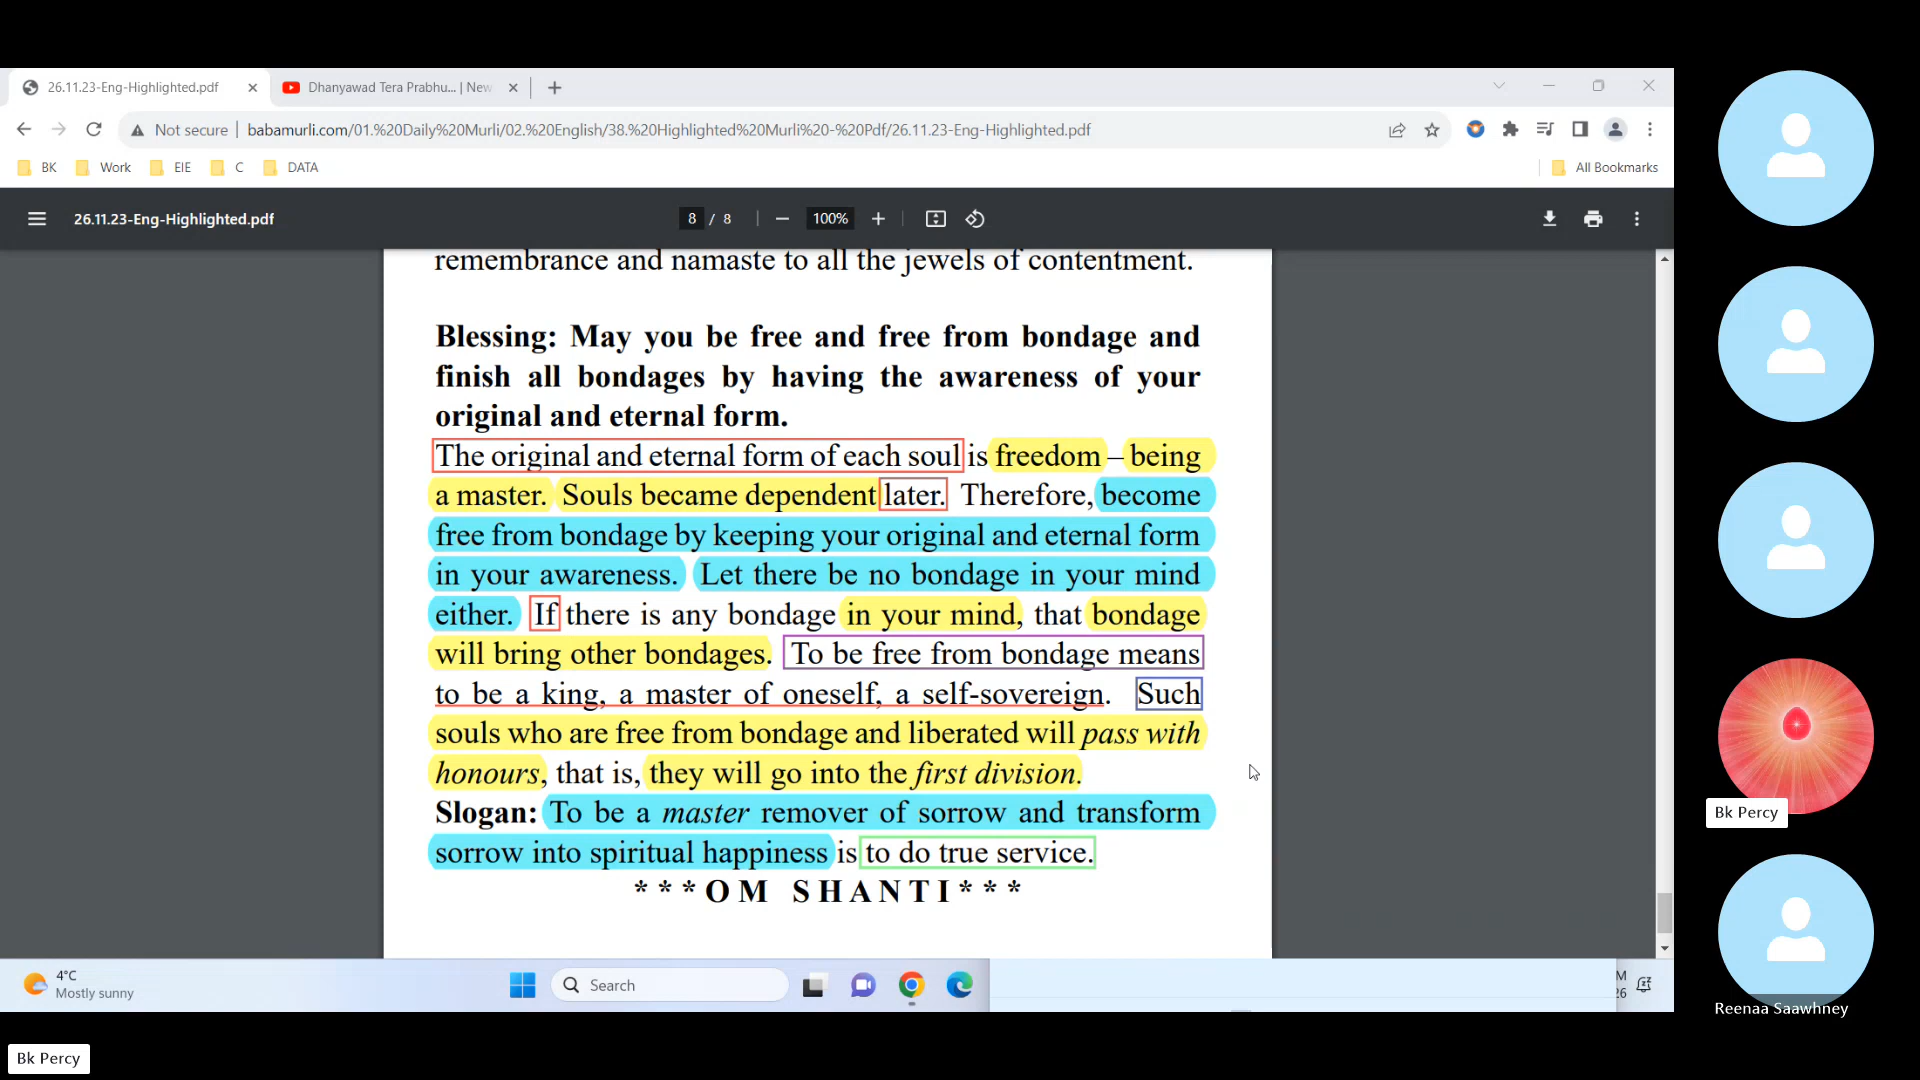 26.11.23-Eng-Highlighted.pdf
Dhanyawad Tera Prabhu... | New
Not secure
babamurli.com/01.%20Daily%20Murli/02.%20English/38.%20Highlighted%20Murli%20-%20Pdf/26.11.23-Eng-Highlighted.pdf
BK Work EIE C DATA All Bookmarks
26.11.23-Eng-Highlighted.pdf 8 / 8 100%
remembrance and namaste to all the jewels of contentment.
Blessing: May you be free and free from bondage and
finish all bondages by having the awareness of your
original and eternal form.
The original and eternal form of each soul is freedom – being
a master. Souls became dependent later. Therefore, become
free from bondage by keeping your original and eternal form
in your awareness. Let there be no bondage in your mind
either. If there is any bondage in your mind, that bondage
will bring other bondages. To be free from bondage means
to be a king, a master of oneself, a self-sovereign. Such
souls who are free from bondage and liberated will pass with
honours, that is, they will go into the first division.
Slogan: To be a master remover of sorrow and transform
sorrow into spiritual happiness is to do true service.
* * * O M S H A N T I * * *
4°C
Mostly sunny
Search
M
26
Bk Percy
Reenaa Saawhney
Bk Percy